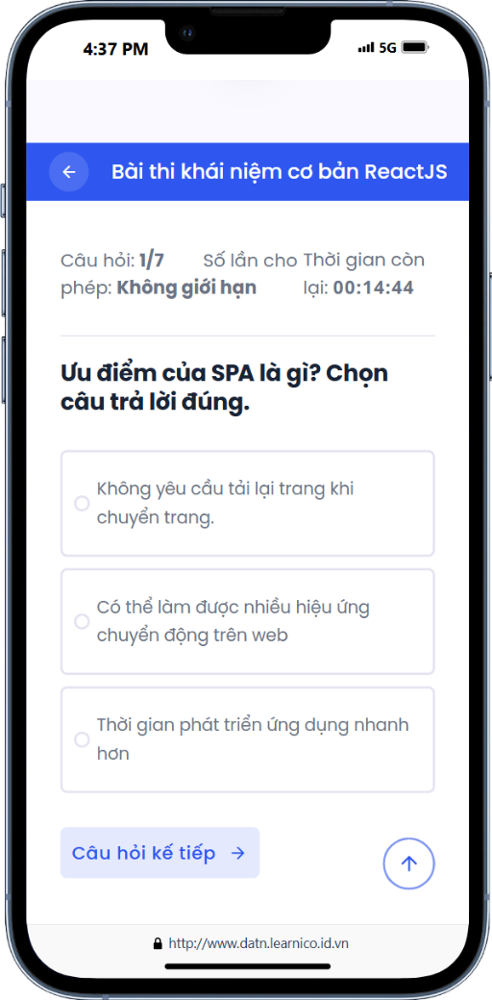 4:37 PM
5G
Bài thi khái niệm cơ bản ReactJS
Câu hỏi: 1/7 Số lần cho
phép: Không giới hạn
Thời gian còn
lại: 00:14:44
Ưu điểm của SPA là gì? Chọn
câu trả lời đúng.
Không yêu cầu tải lại trang khi
chuyển trang.
Có thể làm được nhiều hiệu ứng
chuyển động trên web
Thời gian phát triển ứng dụng nhanh
hơn
Câu hỏi kế tiếp
http://www.datn.learnico.id.vn